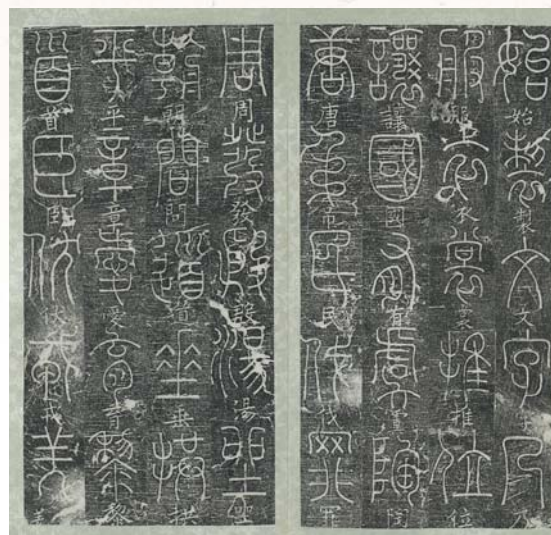 始製文字乃
服衣裳推位
讓國有虞陶
唐弔民伐罪
周發殷湯坐
朝問道垂拱
平章愛育黎
首臣伏戎羌